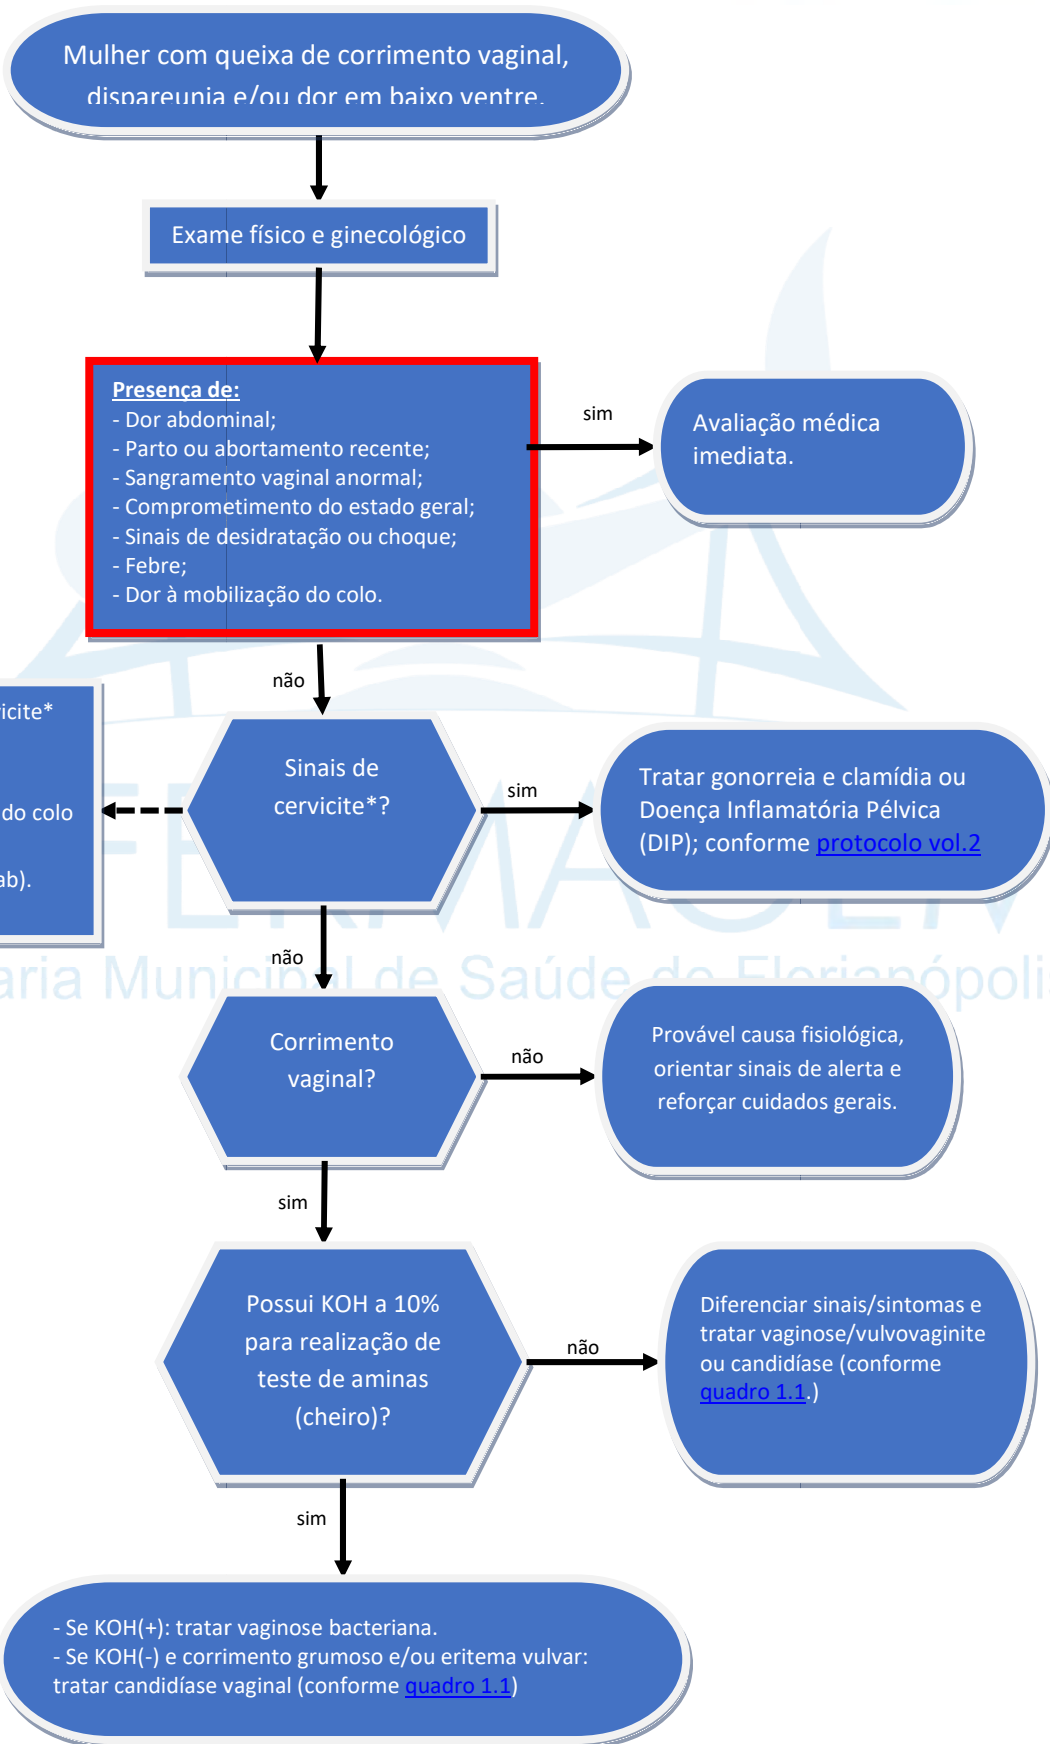 Mulher com queixa de corrimento vaginal,
dispareunia e/ou dor em baixo ventre.
Exame físico e ginecológico
Presença de:
- Dor abdominal;
- Parto ou abortamento recente;
- Sangramento vaginal anormal;
- Comprometimento do estado geral;
- Sinais de desidratação ou choque;
- Febre;
- Dor à mobilização do colo.
sim
Avaliação médica
imediata.
não
icite*
do colo
ab).
Sinais de
cervicite*?
sim
Tratar gonorreia e clamídia ou
Doença Inflamatória Pélvica
(DIP); conforme protocolo vol.2
não
aria Municipal de Saúde de Florianópoli
Corrimento
vaginal?
não
Provável causa fisiológica,
orientar sinais de alerta e
reforçar cuidados gerais.
sim
Possui KOH a 10%
para realização de
teste de aminas
(cheiro)?
não
Diferenciar sinais/sintomas e
tratar vaginose/vulvovaginite
ou candidíase (conforme
quadro 1.1.)
sim
- Se KOH(+): tratar vaginose bacteriana.
- Se KOH(-) e corrimento grumoso e/ou eritema vulvar:
tratar candidíase vaginal (conforme quadro 1.1)